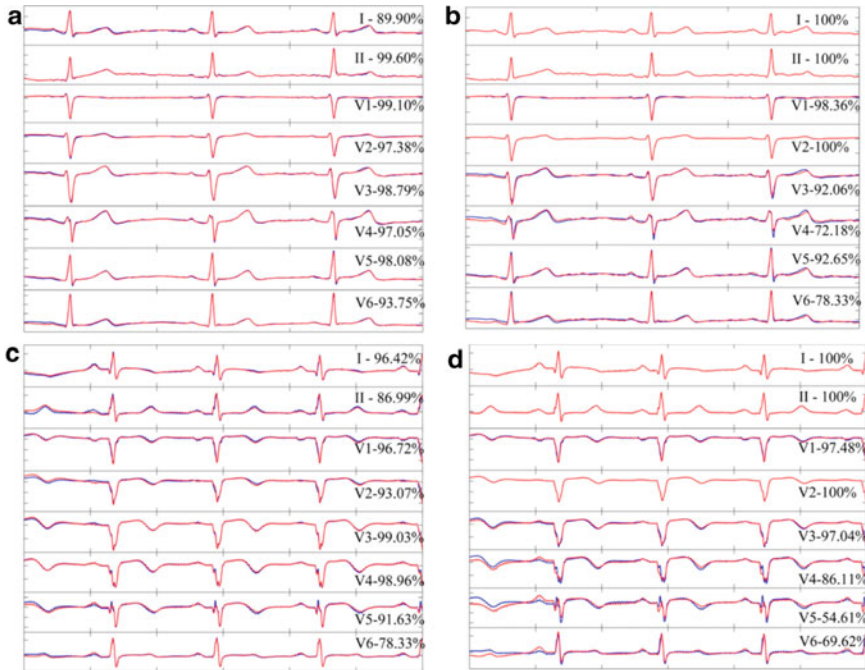 a
I - 89.90%
II - 99.60%
V1-99.10%
V2-97.38%
V3-98.79%
V4-97.05%
V5-98.08%
V6-93.75%
b
I - 100%
II - 100%
V1-98.36%
V2-100%
V3-92.06%
V4-72.18%
V5-92.65%
V6-78.33%
c
I - 96.42%
II - 86.99%
V1-96.72%
V2-93.07%
V3-99.03%
V4-98.96%
V5-91.63%
V6-78.33%
d
I - 100%
II - 100%
V1-97.48%
V2-100%
V3-97.04%
V4-86.11%
V5-54.61%
V6-69.62%